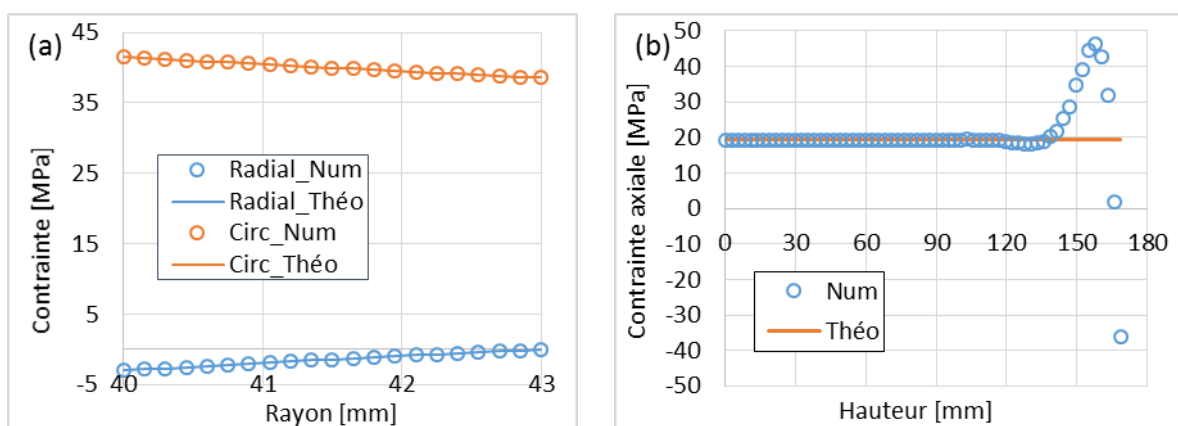 (a)
Contrainte [MPa]
45
35
25
15
5
-5
40
41
42
43
Rayon [mm]
Radial_Num
Radial_Théo
Circ_Num
Circ_Théo
(b)
Contrainte axiale [MPa]
50
40
30
20
10
0
-10
-20
-30
-40
-50
0
30
60
90
120
150
180
Hauteur [mm]
Num
Théo